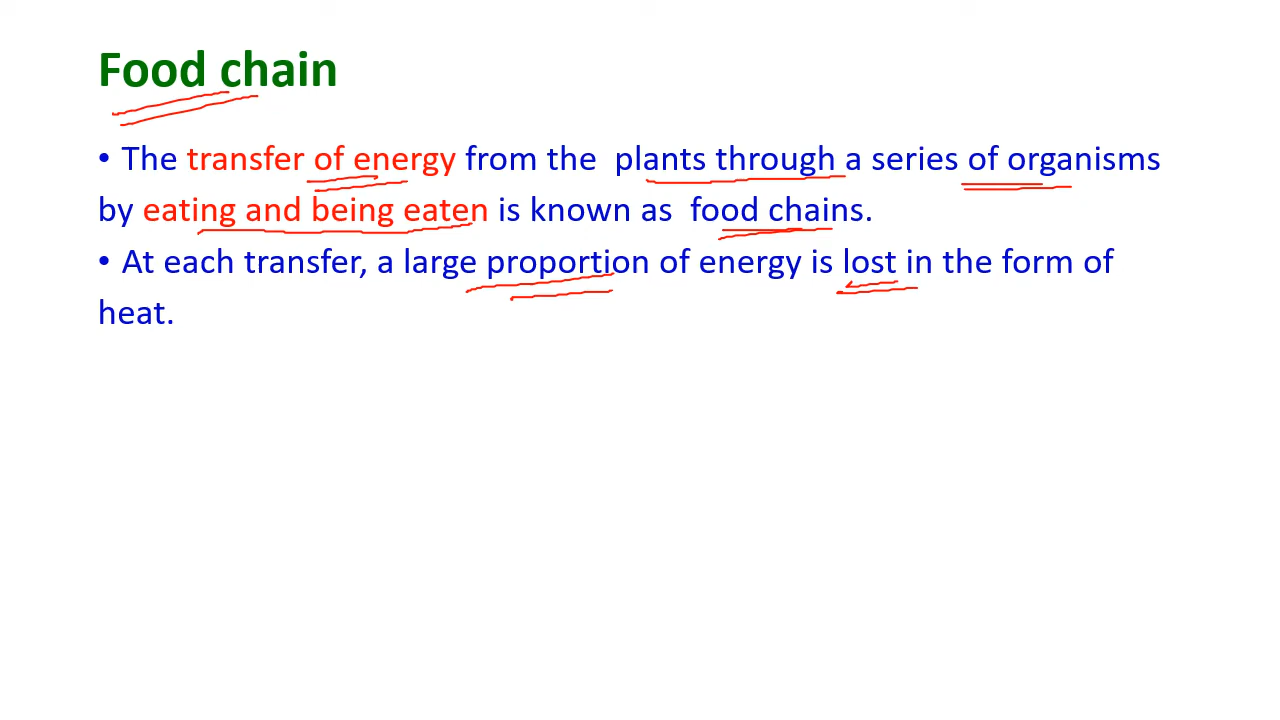 Food chain
• The transfer of energy from the plants through a series of organisms
by eating and being eaten is known as food chains.
• At each transfer, a large proportion of energy is lost in the form of
heat.